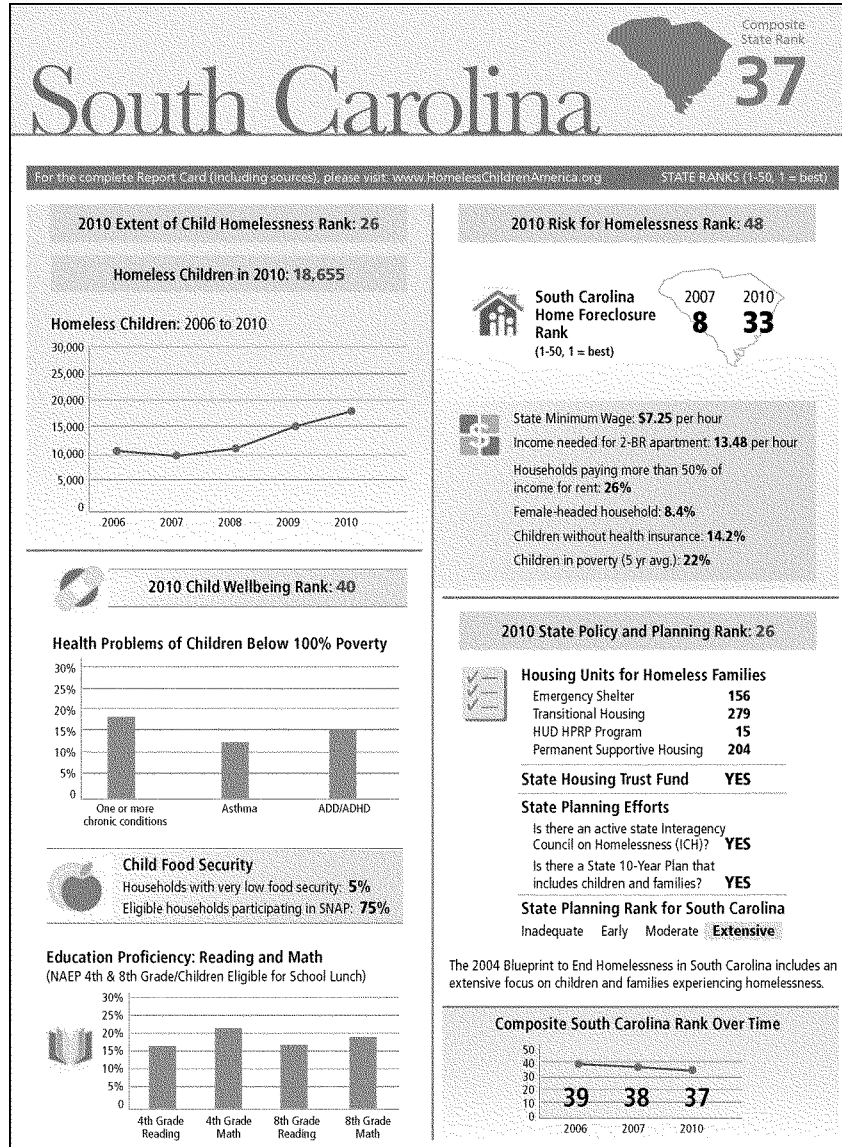 Composite
State Rank
37
South Carolina
For the complete Report Card (including sources), please visit: www.HomelessChildrenAmerica.org
STATE RANKS (1-50, 1 = best)
2010 Extent of Child Homelessness Rank: 26
Homeless Children in 2010: 18,655
Homeless Children: 2006 to 2010
30,000
25,000
20,000
15,000
10,000
5,000
0
2006 2007 2008 2009 2010
2010 Child Wellbeing Rank: 40
Health Problems of Children Below 100% Poverty
30%
25%
20%
15%
10%
5%
0
One or more
chronic conditions
Asthma
ADD/ADHD
Child Food Security
Households with very low food security: 5%
Eligible households participating in SNAP: 75%
Education Proficiency: Reading and Math
(NAEP 4th & 8th Grade/Children Eligible for School Lunch)
30%
25%
20%
15%
10%
5%
0
4th Grade
Reading
4th Grade
Math
8th Grade
Reading
8th Grade
Math
2010 Risk for Homelessness Rank: 48
South Carolina
Home Foreclosure
Rank
(1-50, 1 = best)
2007 2010
8 33
$
State Minimum Wage: $7.25 per hour
Income needed for 2-BR apartment: 13.48 per hour
Households paying more than 50% of
income for rent: 26%
Female-headed household: 8.4%
Children without health insurance: 14.2%
Children in poverty (5 yr avg.): 22%
2010 State Policy and Planning Rank: 26
Housing Units for Homeless Families
Emergency Shelter 156
Transitional Housing 279
HUD HPRP Program 15
Permanent Supportive Housing 204
State Housing Trust Fund YES
State Planning Efforts
Is there an active state Interagency
Council on Homelessness (ICH)? YES
Is there a State 10-Year Plan that
includes children and families? YES
State Planning Rank for South Carolina
Inadequate Early Moderate Extensive
The 2004 Blueprint to End Homelessness in South Carolina includes an
extensive focus on children and families experiencing homelessness.
Composite South Carolina Rank Over Time
50
40
30
20
10
0
39 38 37
2006 2007 2010